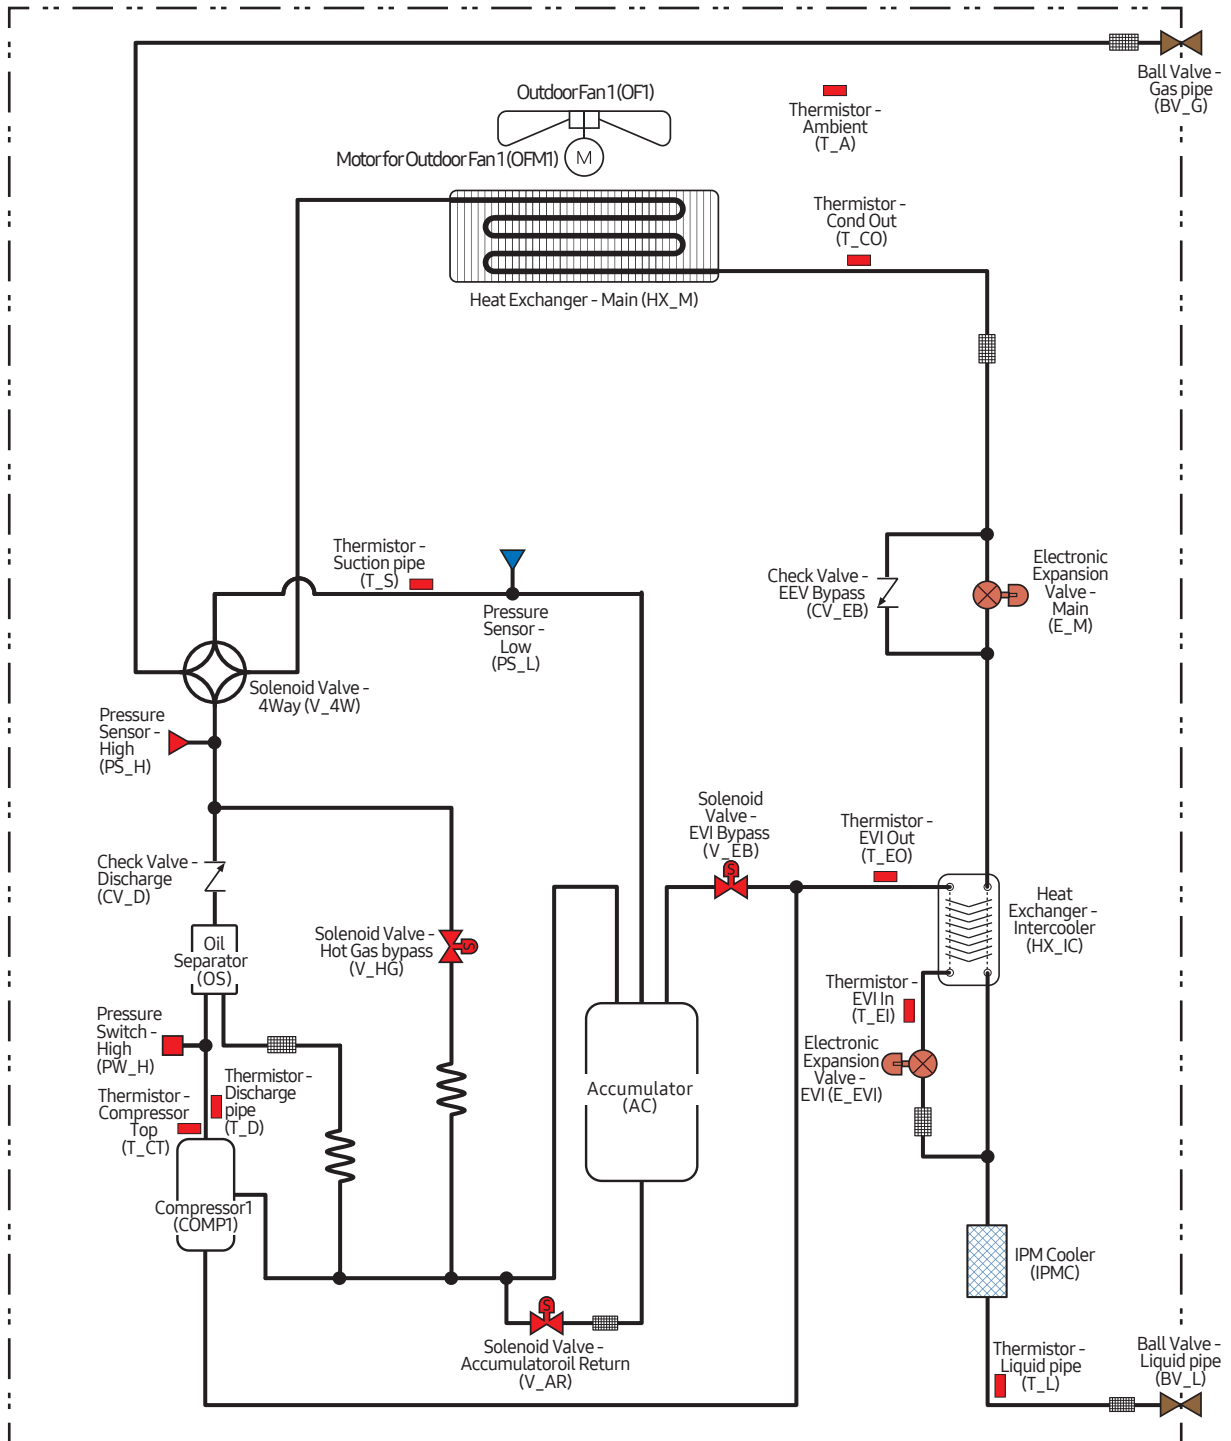 Ball Valve -
Gas pipe
(BV_G)
Outdoor Fan 1 (OF1)
Thermistor -
Ambient
(T_A)
Motor for Outdoor Fan 1 (OFM1)
M
Thermistor -
Cond Out
(T_CO)
Heat Exchanger - Main (HX_M)
Thermistor -
Suction pipe
(T_S)
Pressure
Sensor -
Low
(PS_L)
Check Valve -
EEV Bypass
(CV_EB)
Electronic
Expansion
Valve -
Main
(E_M)
Solenoid Valve -
4Way (V_4W)
Pressure
Sensor -
High
(PS_H)
Solenoid
Valve -
EVI Bypass
(V_EB)
S
Thermistor -
EVI Out
(T_EO)
Check Valve -
Discharge
(CV_D)
Heat
Exchanger -
Intercooler
(HX_IC)
Oil
Separator
(OS)
Solenoid Valve -
Hot Gas bypass
(V_HG)
S
Thermistor -
EVI In
(T_EI)
Pressure
Switch -
High
(PW_H)
Electronic
Expansion
Valve -
EVI (E_EVI)
Thermistor -
Discharge
pipe
(T_D)
Thermistor -
Compressor
Top
(T_CT)
Accumulator
(AC)
Compressor1
(COMP1)
IPM Cooler
(IPMC)
S
Solenoid Valve -
Accumulatoroil Return
(V_AR)
Thermistor -
Liquid pipe
(T_L)
Ball Valve -
Liquid pipe
(BV_L)